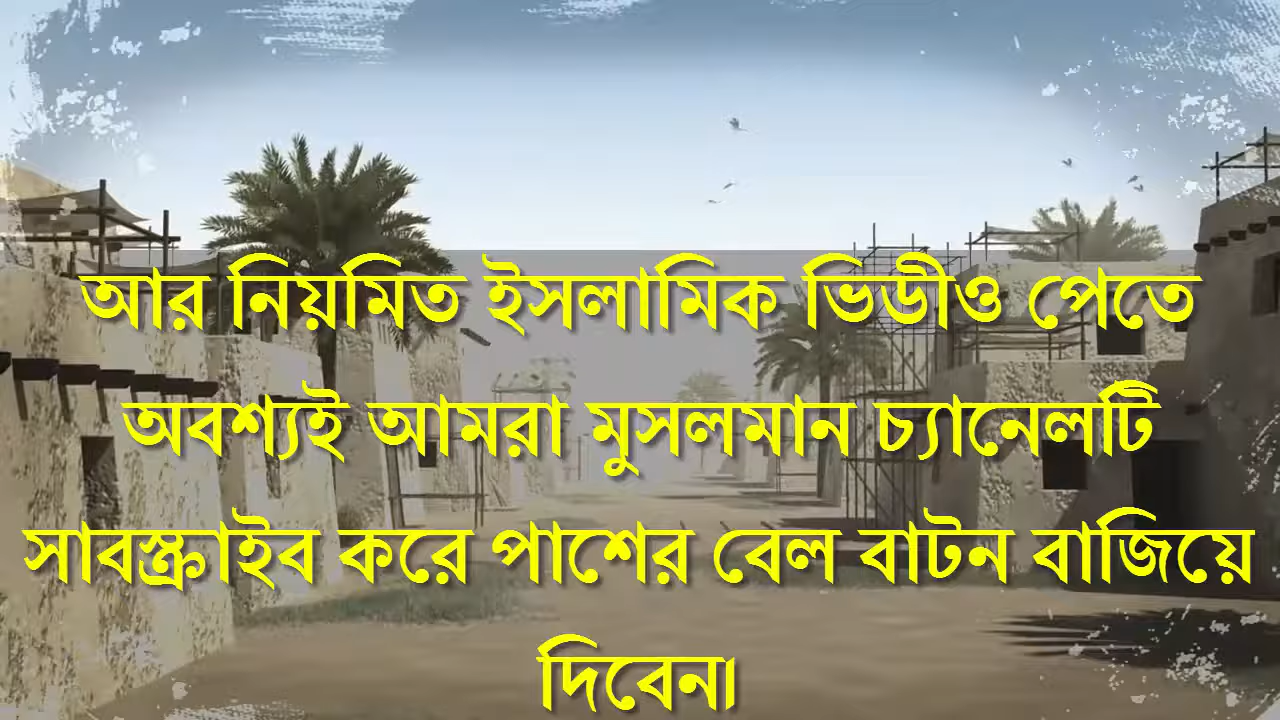 আর নিয়মিত ইসলামিক ভিডীও পেতে
অবশ্যই আমরা মুসলমান চ্যানেলটি
সাবস্ক্রাইব করে পাশের বেল বাটন বাজিয়ে
দিবেন।